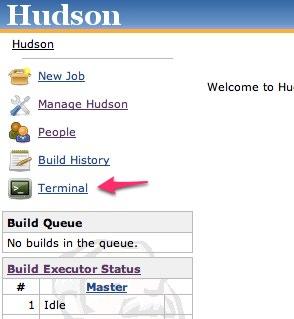 Hudson
Hudson
New Job
Manage Hudson
Welcome to Hu
People
Build History
Terminal
Build Queue
No builds in the queue.
Build Executor Status
# Master
1 Idle